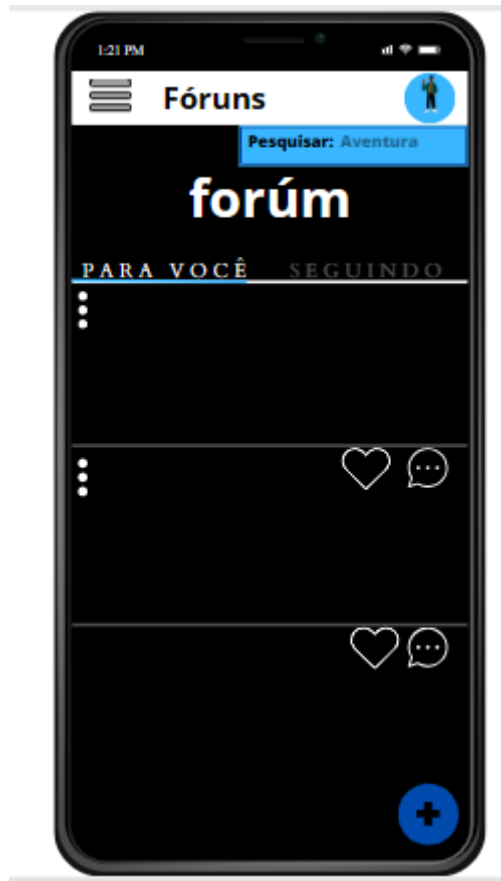 1:21 PM
Fóruns
Pesquisar: Aventura
forúm
PARA VOCÊ SEGUINDO